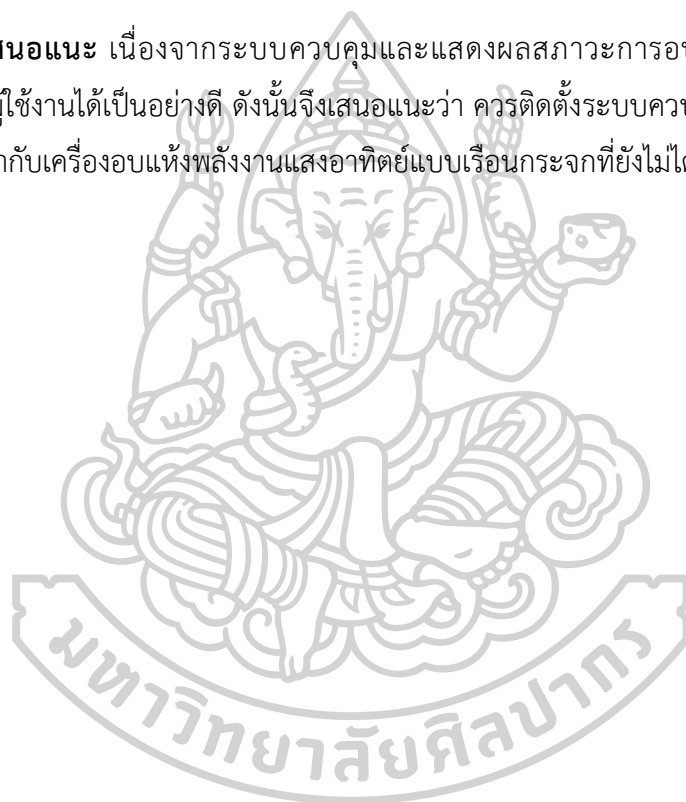 สนอแนะ เนื่องจากระบบควบคุมและแสดงผลสภาวะการอบ
ผู้ใช้งานได้เป็นอย่างดี ดังนั้นจึงเสนอแนะว่า ควรติดตั้งระบบควบ
ากับเครื่องอบแห้งพลังงานแสงอาทิตย์แบบเรือนกระจกที่ยังไม่ได้
มหาวิทยาลัยศิลปากร